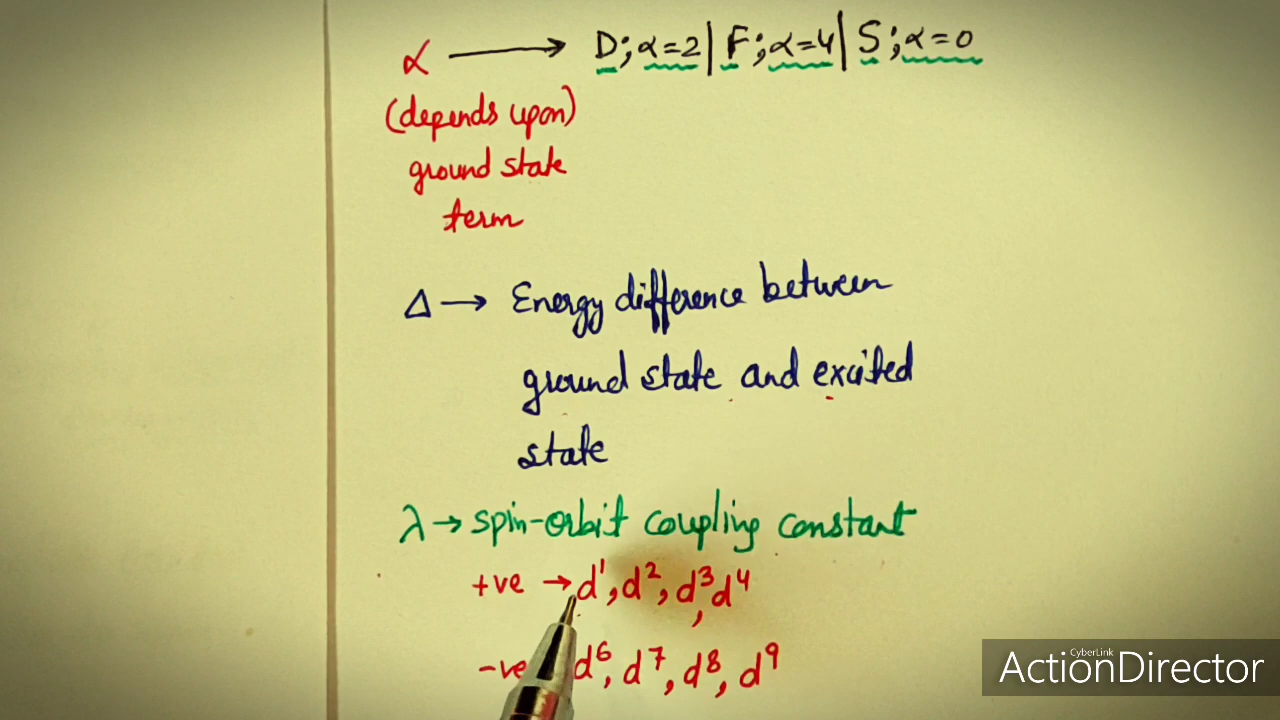 α → D; α=2 | F; α=4 | S; α=0
(depends upon)
ground state
term
Δ → Energy difference between
ground state and excited
state
λ → spin-orbit coupling constant
+ve → d¹, d², d³, d⁴
-ve d⁶, d⁷, d⁸, d⁹
CyberLink
ActionDirector